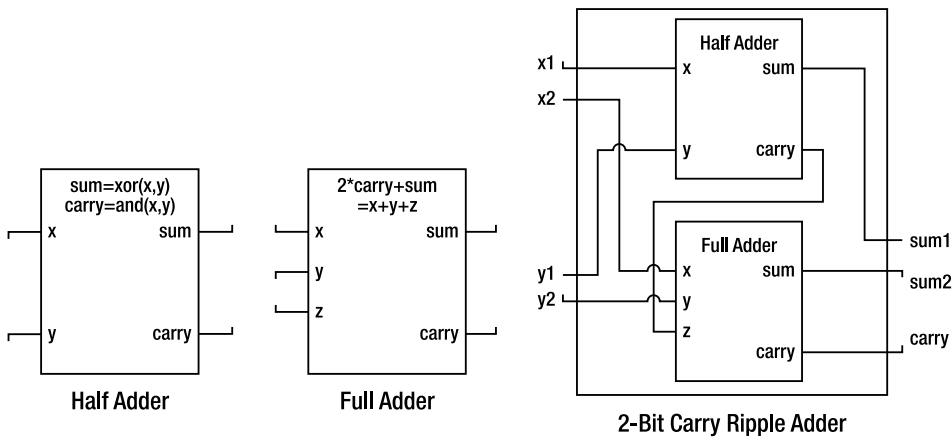 sum=xor(x,y)
carry=and(x,y)
x
sum
y
carry
Half Adder
2*carry+sum
=x+y+z
x
sum
y
z
carry
Full Adder
x1
x2
y1
y2
Half Adder
x
sum
y
carry
Full Adder
x
sum
y
z
carry
sum1
sum2
carry
2-Bit Carry Ripple Adder